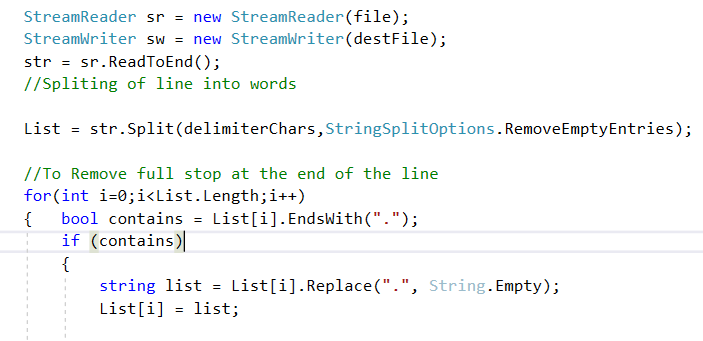 StreamReader sr = new StreamReader(file);
StreamWriter sw = new StreamWriter(destFile);
str = sr.ReadToEnd();
//Spliting of line into words
List = str.Split(delimiterChars,StringSplitOptions.RemoveEmptyEntries);
//To Remove full stop at the end of the line
for(int i=0;i<List.Length;i++)
{   bool contains = List[i].EndsWith(".");
    if (contains)
    {
        string list = List[i].Replace(".", String.Empty);
        List[i] = list;